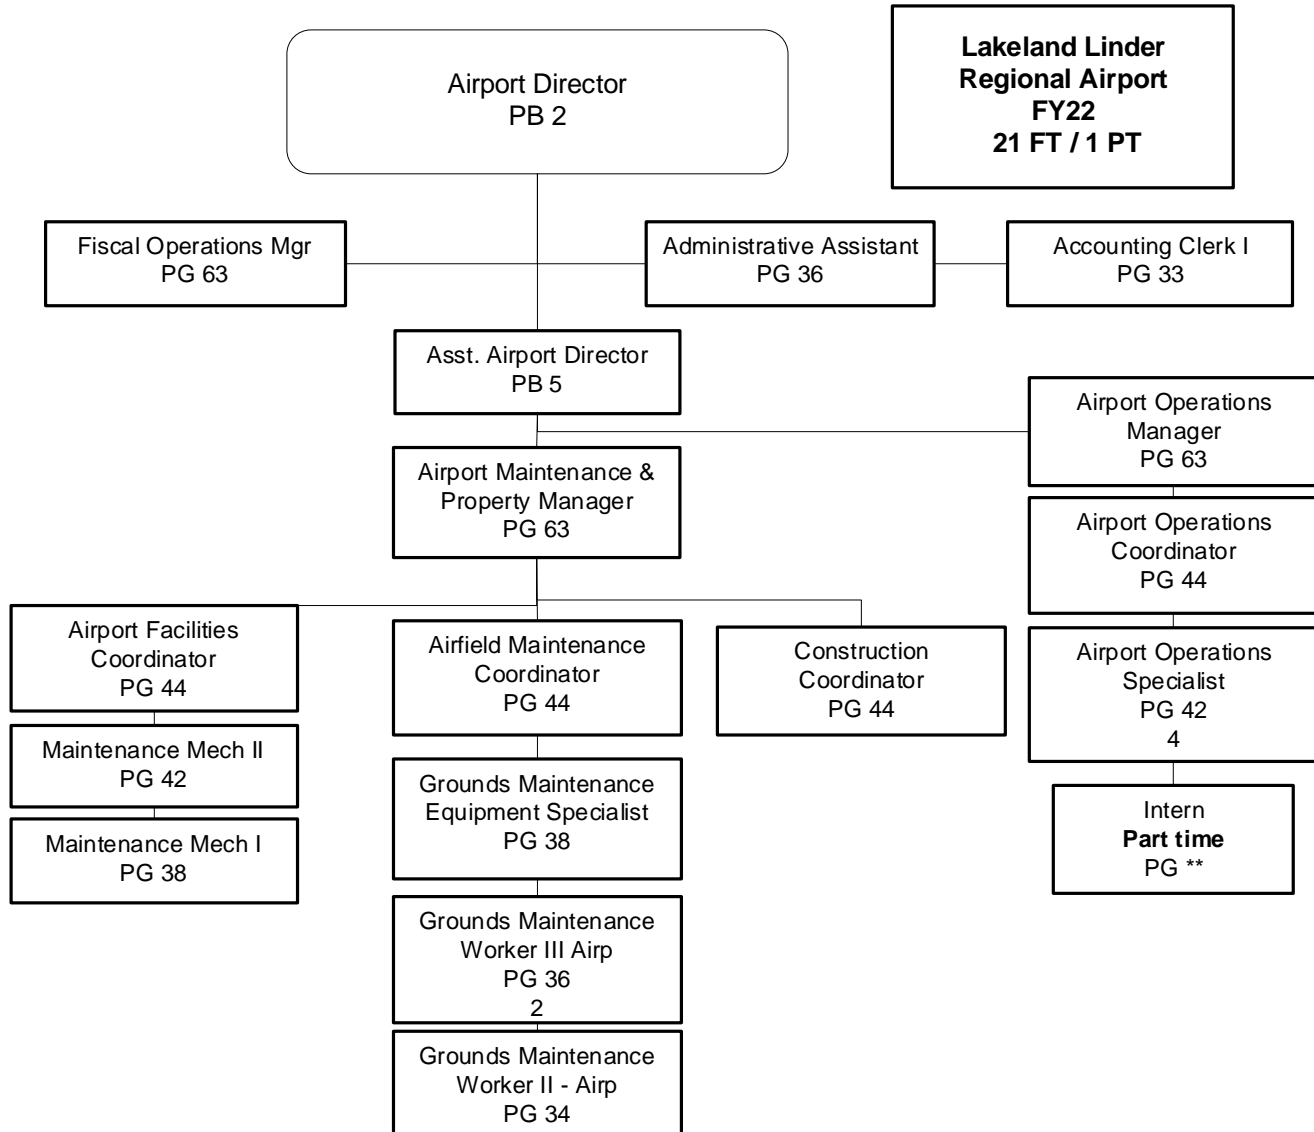 Airport Director
PB 2
Lakeland Linder
Regional Airport
FY22
21 FT / 1 PT
Fiscal Operations Mgr
PG 63
Administrative Assistant
PG 36
Accounting Clerk I
PG 33
Asst. Airport Director
PB 5
Airport Operations
Manager
PG 63
Airport Maintenance &
Property Manager
PG 63
Airport Operations
Coordinator
PG 44
Airport Facilities
Coordinator
PG 44
Airfield Maintenance
Coordinator
PG 44
Construction
Coordinator
PG 44
Airport Operations
Specialist
PG 42
4
Maintenance Mech II
PG 42
Grounds Maintenance
Equipment Specialist
PG 38
Intern
Part time
PG **
Maintenance Mech I
PG 38
Grounds Maintenance
Worker III Airp
PG 36
2
Grounds Maintenance
Worker II - Airp
PG 34